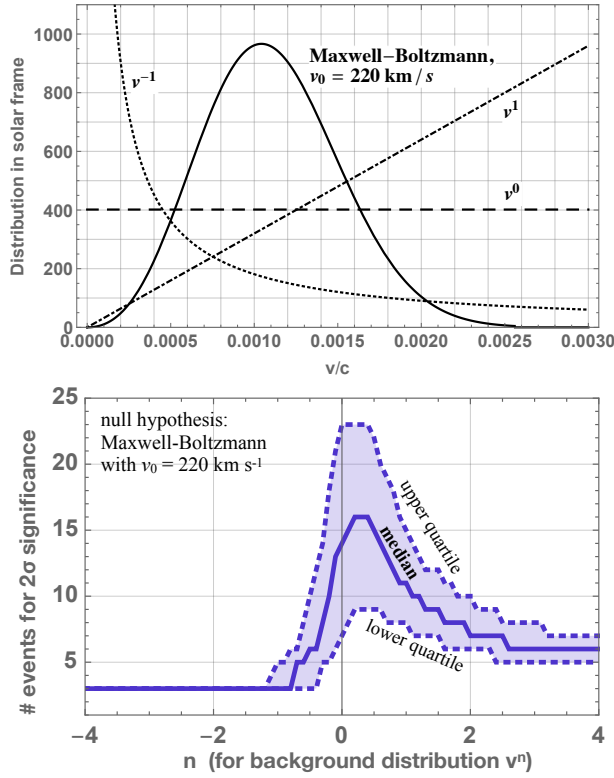 1000
800
600
400
200
0
Distribution in solar frame
Maxwell–Boltzmann,
v₀ = 220 km / s
v⁻¹
v¹
v⁰
0.0000 0.0005 0.0010 0.0015 0.0020 0.0025 0.0030
v/c
25
20
15
10
5
# events for 2σ significance
null hypothesis:
Maxwell-Boltzmann
with v₀ = 220 km s⁻¹
upper quartile
median
lower quartile
−4 −2 0 2 4
n (for background distribution vⁿ)